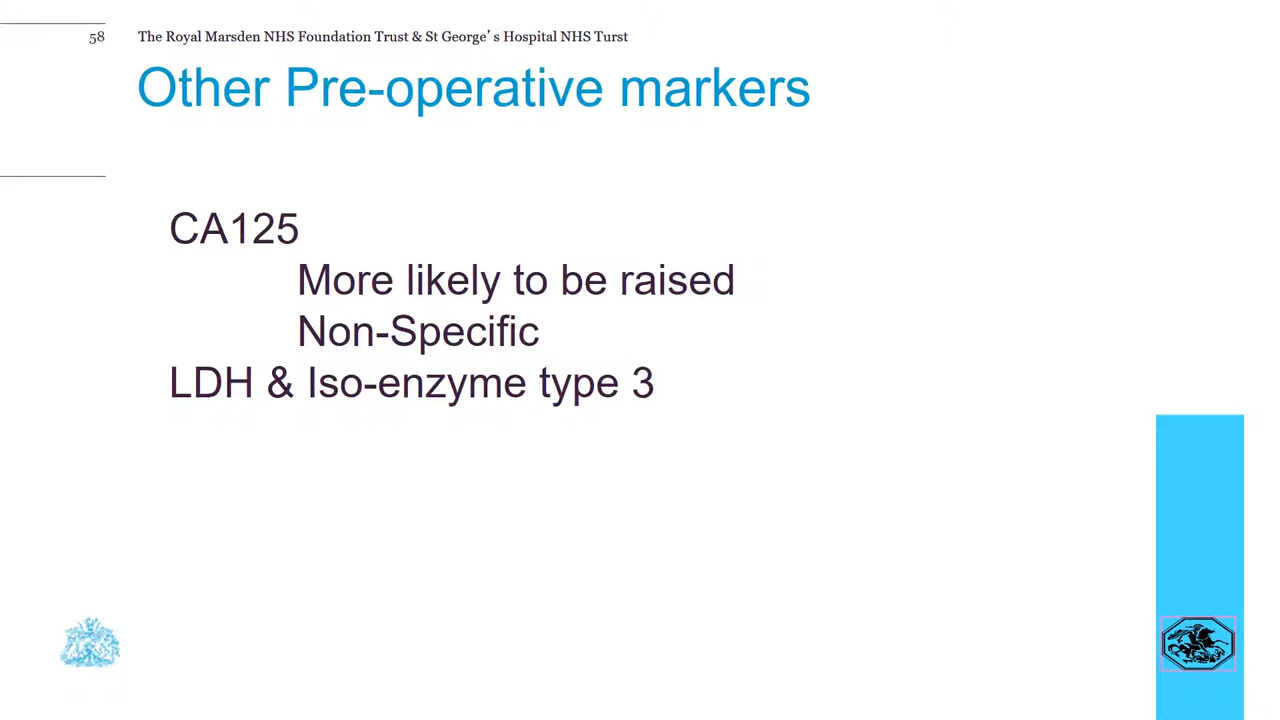 58
The Royal Marsden NHS Foundation Trust & St George’s Hospital NHS Turst
Other Pre-operative markers
CA125
More likely to be raised
Non-Specific
LDH & Iso-enzyme type 3